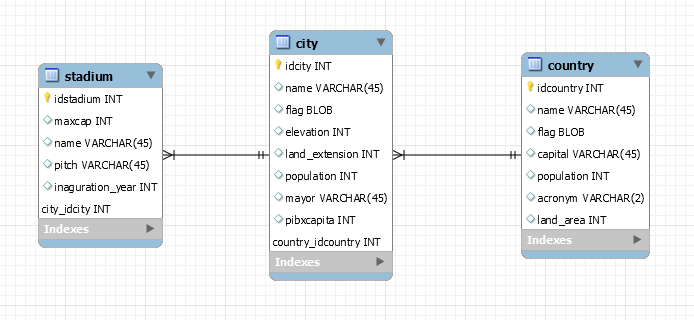 stadium
idstadium INT
maxcap INT
name VARCHAR(45)
pitch VARCHAR(45)
inaguration_year INT
city_idcity INT
Indexes
city
idcity INT
name VARCHAR(45)
flag BLOB
elevation INT
land_extension INT
population INT
mayor VARCHAR(45)
pibxcapita INT
country_idcountry INT
Indexes
country
idcountry INT
name VARCHAR(45)
flag BLOB
capital VARCHAR(45)
population INT
acronym VARCHAR(2)
land_area INT
Indexes